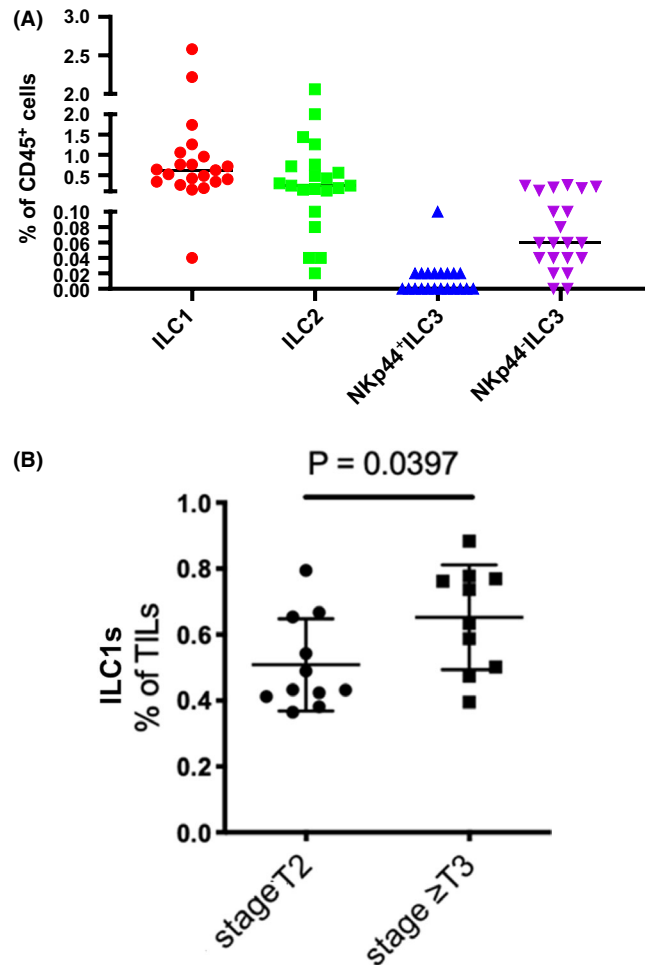 (A)
% of CD45⁺ cells
3.0
2.5
2.0
2.0
1.5
1.0
0.5
0.10
0.08
0.06
0.04
0.02
0.00
ILC1
ILC2
NKp44⁺ILC3
NKp44⁻ILC3
(B)
P = 0.0397
ILC1s
% of TILs
1.0
0.8
0.6
0.4
0.2
0.0
stage T2
stage ≥T3